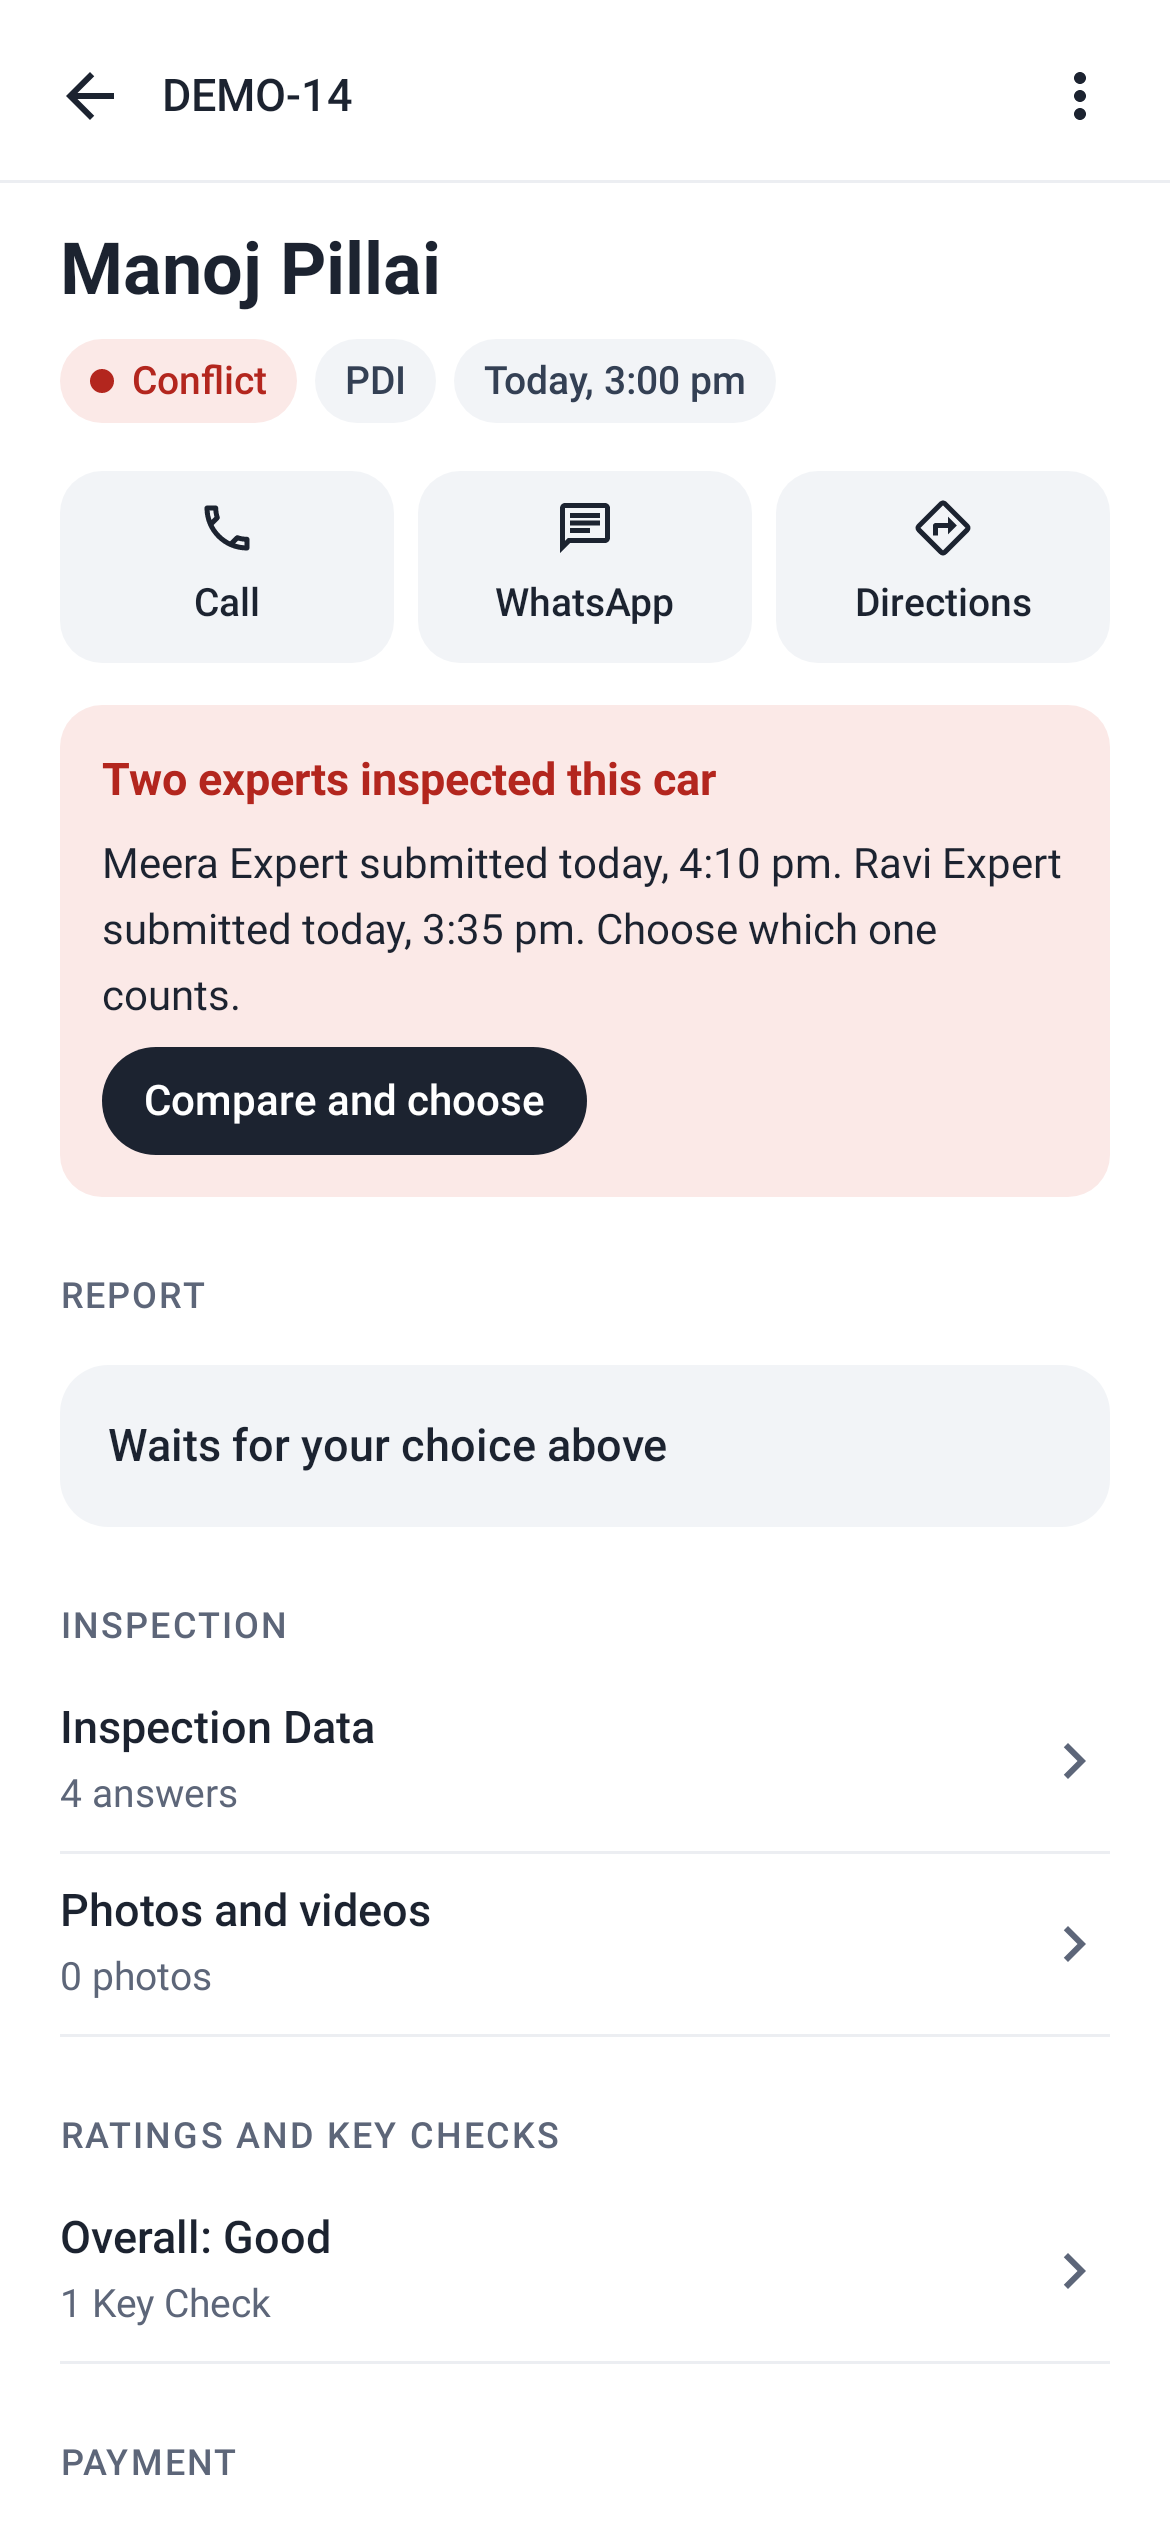 DEMO-14
Manoj Pillai
Conflict
PDI
Today, 3:00 pm
Call
WhatsApp
Directions
Two experts inspected this car
Meera Expert submitted today, 4:10 pm. Ravi Expert
submitted today, 3:35 pm. Choose which one
counts.
Compare and choose
REPORT
Waits for your choice above
INSPECTION
Inspection Data
4 answers
Photos and videos
0 photos
RATINGS AND KEY CHECKS
Overall: Good
1 Key Check
PAYMENT